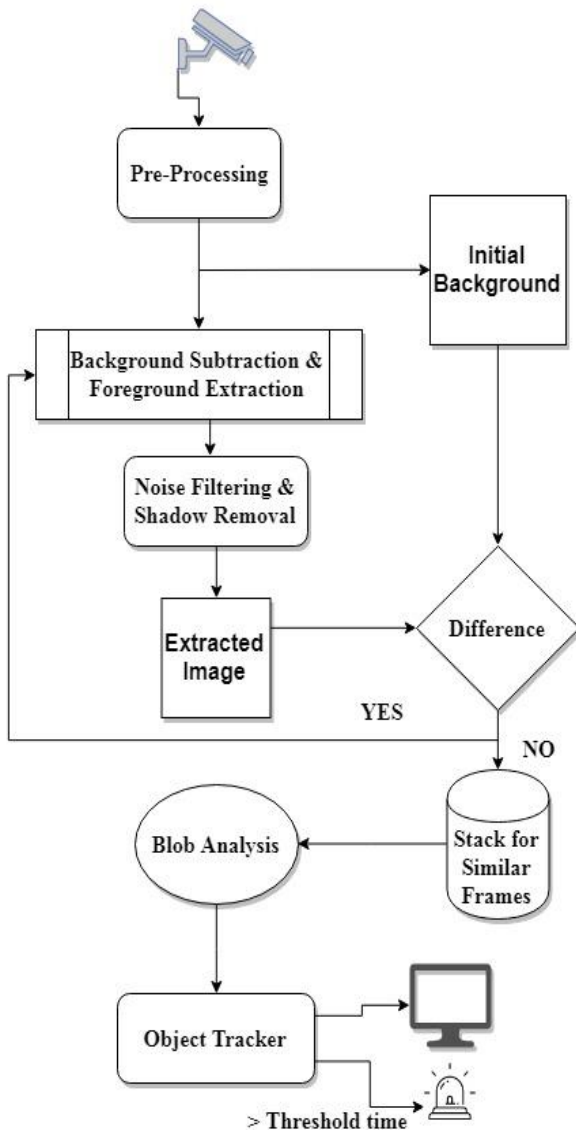 Pre-Processing
Initial
Background
Background Subtraction &
Foreground Extraction
Noise Filtering &
Shadow Removal
Extracted
Image
Difference
YES
NO
Stack for
Similar
Frames
Blob Analysis
Object Tracker
> Threshold time